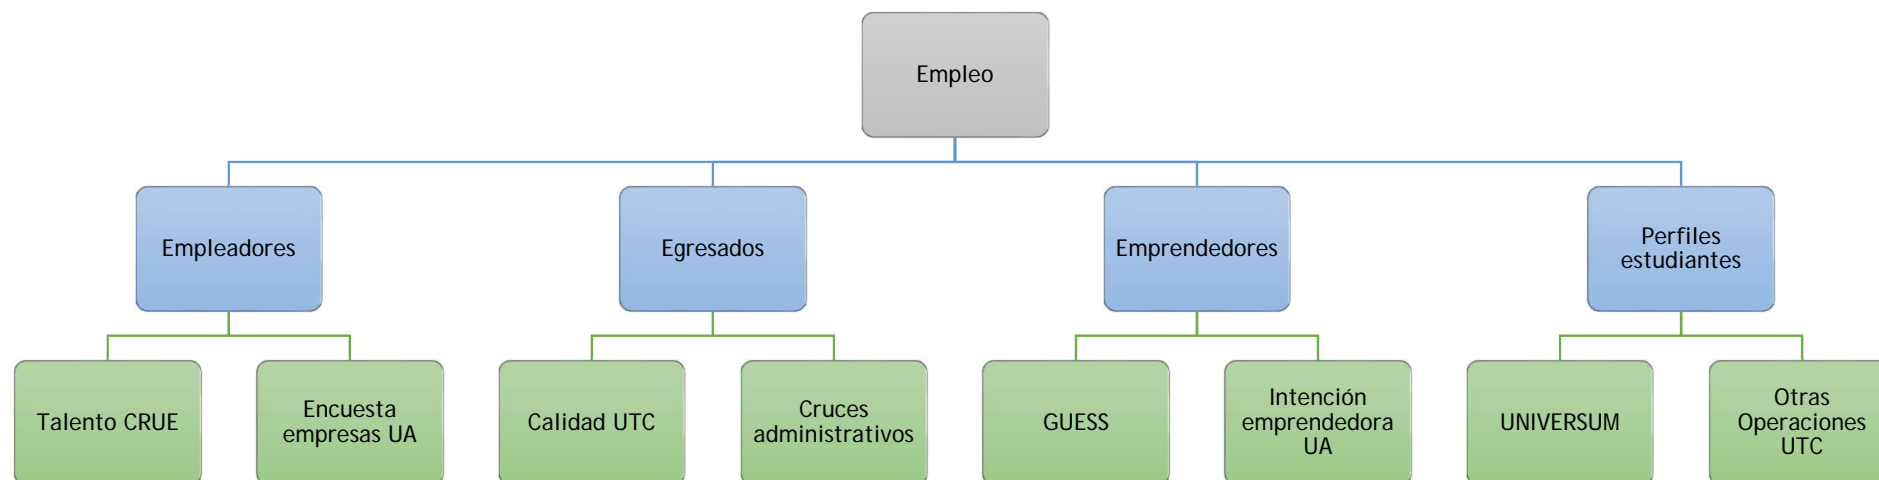 Empleo
Empleadores
Egresados
Emprendedores
Perfiles
estudiantes
Talento CRUE
Encuesta
empresas UA
Calidad UTC
Cruces
administrativos
GUESS
Intención
emprendedora
UA
UNIVERSUM
Otras
Operaciones
UTC